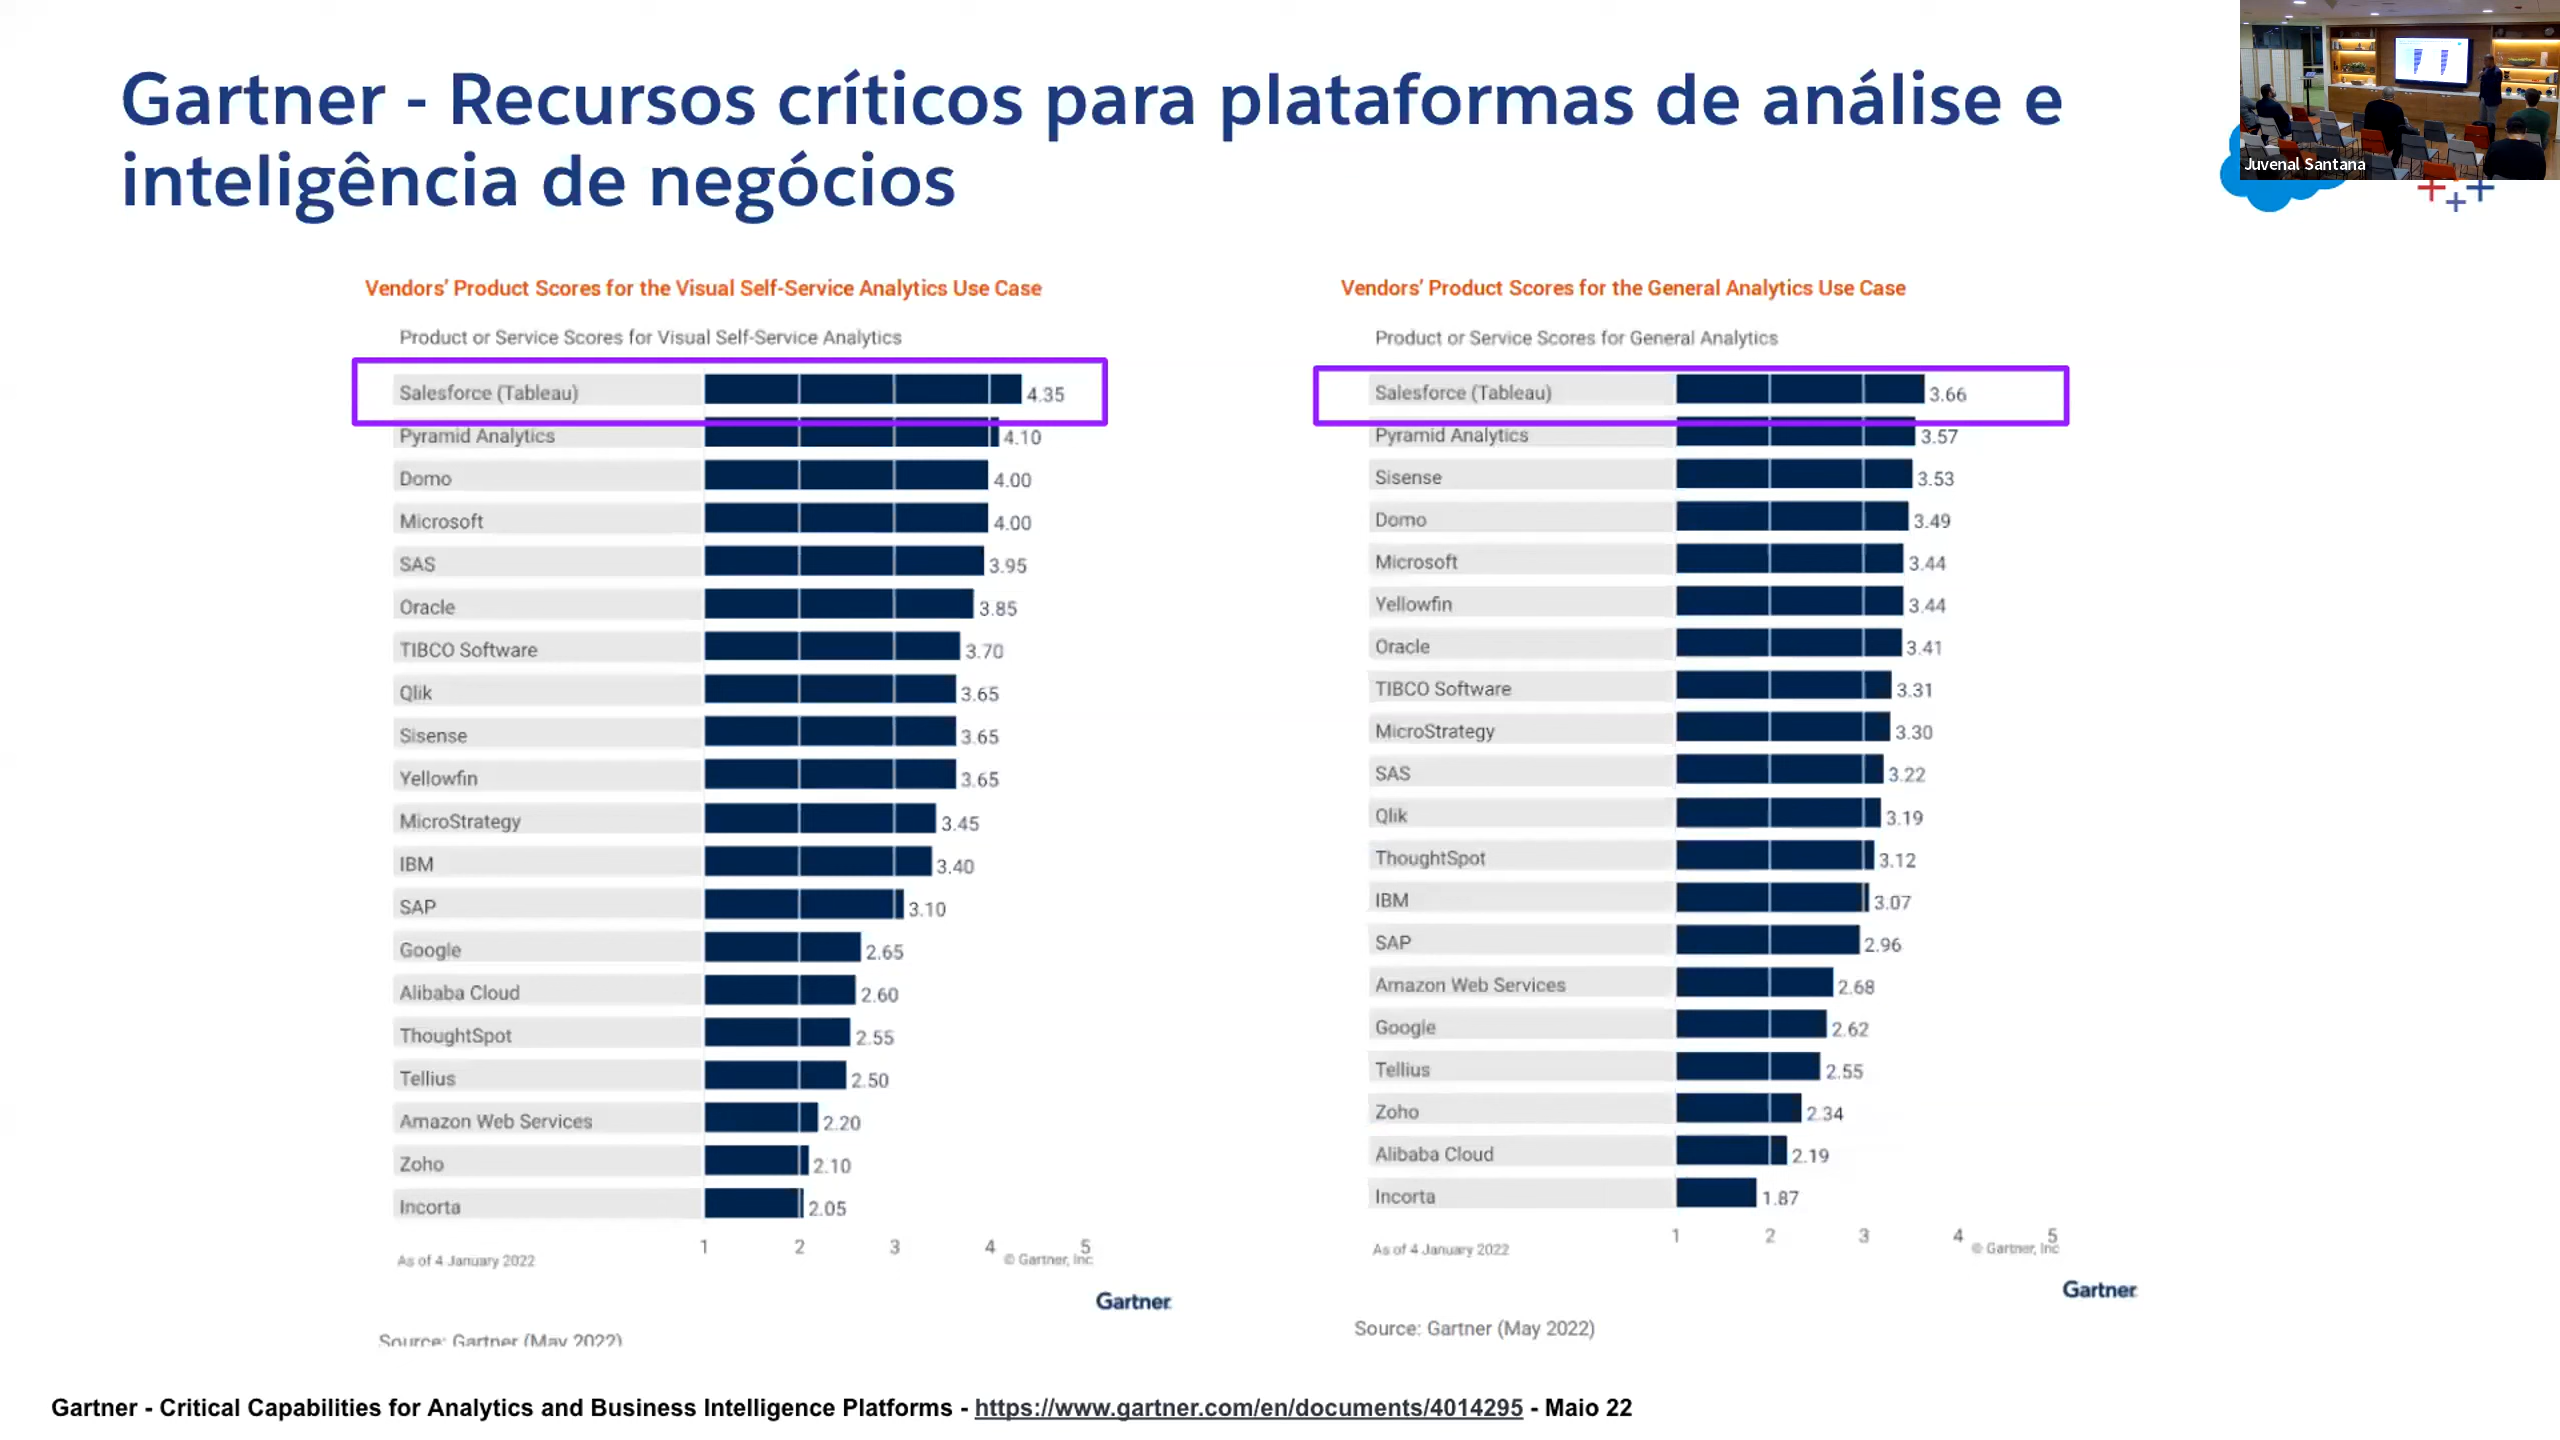 Gartner - Recursos críticos para plataformas de análise e
inteligência de negócios
Juvenal Santana
Vendors' Product Scores for the Visual Self-Service Analytics Use Case
Product or Service Scores for Visual Self-Service Analytics
Salesforce (Tableau) 4.35
Pyramid Analytics 4.10
Domo 4.00
Microsoft 4.00
SAS 3.95
Oracle 3.85
TIBCO Software 3.70
Qlik 3.65
Sisense 3.65
Yellowfin 3.65
MicroStrategy 3.45
IBM 3.40
SAP 3.10
Google 2.65
Alibaba Cloud 2.60
ThoughtSpot 2.55
Tellius 2.50
Amazon Web Services 2.20
Zoho 2.10
Incorta 2.05
1 2 3 4 5
As of 4 January 2022 © Gartner, Inc
Gartner
Source: Gartner (May 2022)
Vendors' Product Scores for the General Analytics Use Case
Product or Service Scores for General Analytics
Salesforce (Tableau) 3.66
Pyramid Analytics 3.57
Sisense 3.53
Domo 3.49
Microsoft 3.44
Yellowfin 3.44
Oracle 3.41
TIBCO Software 3.31
MicroStrategy 3.30
SAS 3.22
Qlik 3.19
ThoughtSpot 3.12
IBM 3.07
SAP 2.96
Amazon Web Services 2.68
Google 2.62
Tellius 2.55
Zoho 2.34
Alibaba Cloud 2.19
Incorta 1.87
1 2 3 4 5
As of 4 January 2022 © Gartner, Inc
Gartner
Source: Gartner (May 2022)
Gartner - Critical Capabilities for Analytics and Business Intelligence Platforms - https://www.gartner.com/en/documents/4014295 - Maio 22